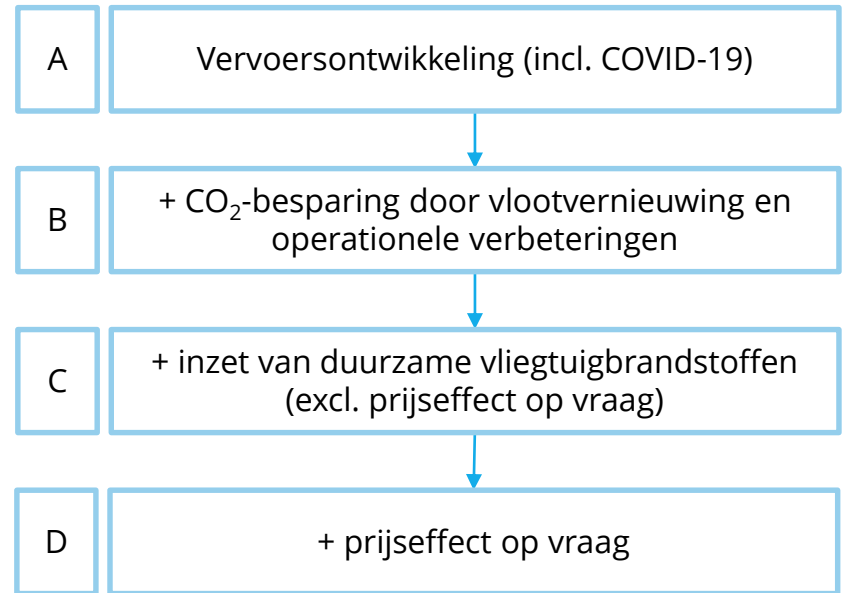 A
Vervoersontwikkeling (incl. COVID-19)
B
+ CO₂-besparing door vlootvernieuwing en
operationele verbeteringen
C
+ inzet van duurzame vliegtuigbrandstoffen
(excl. prijseffect op vraag)
D
+ prijseffect op vraag